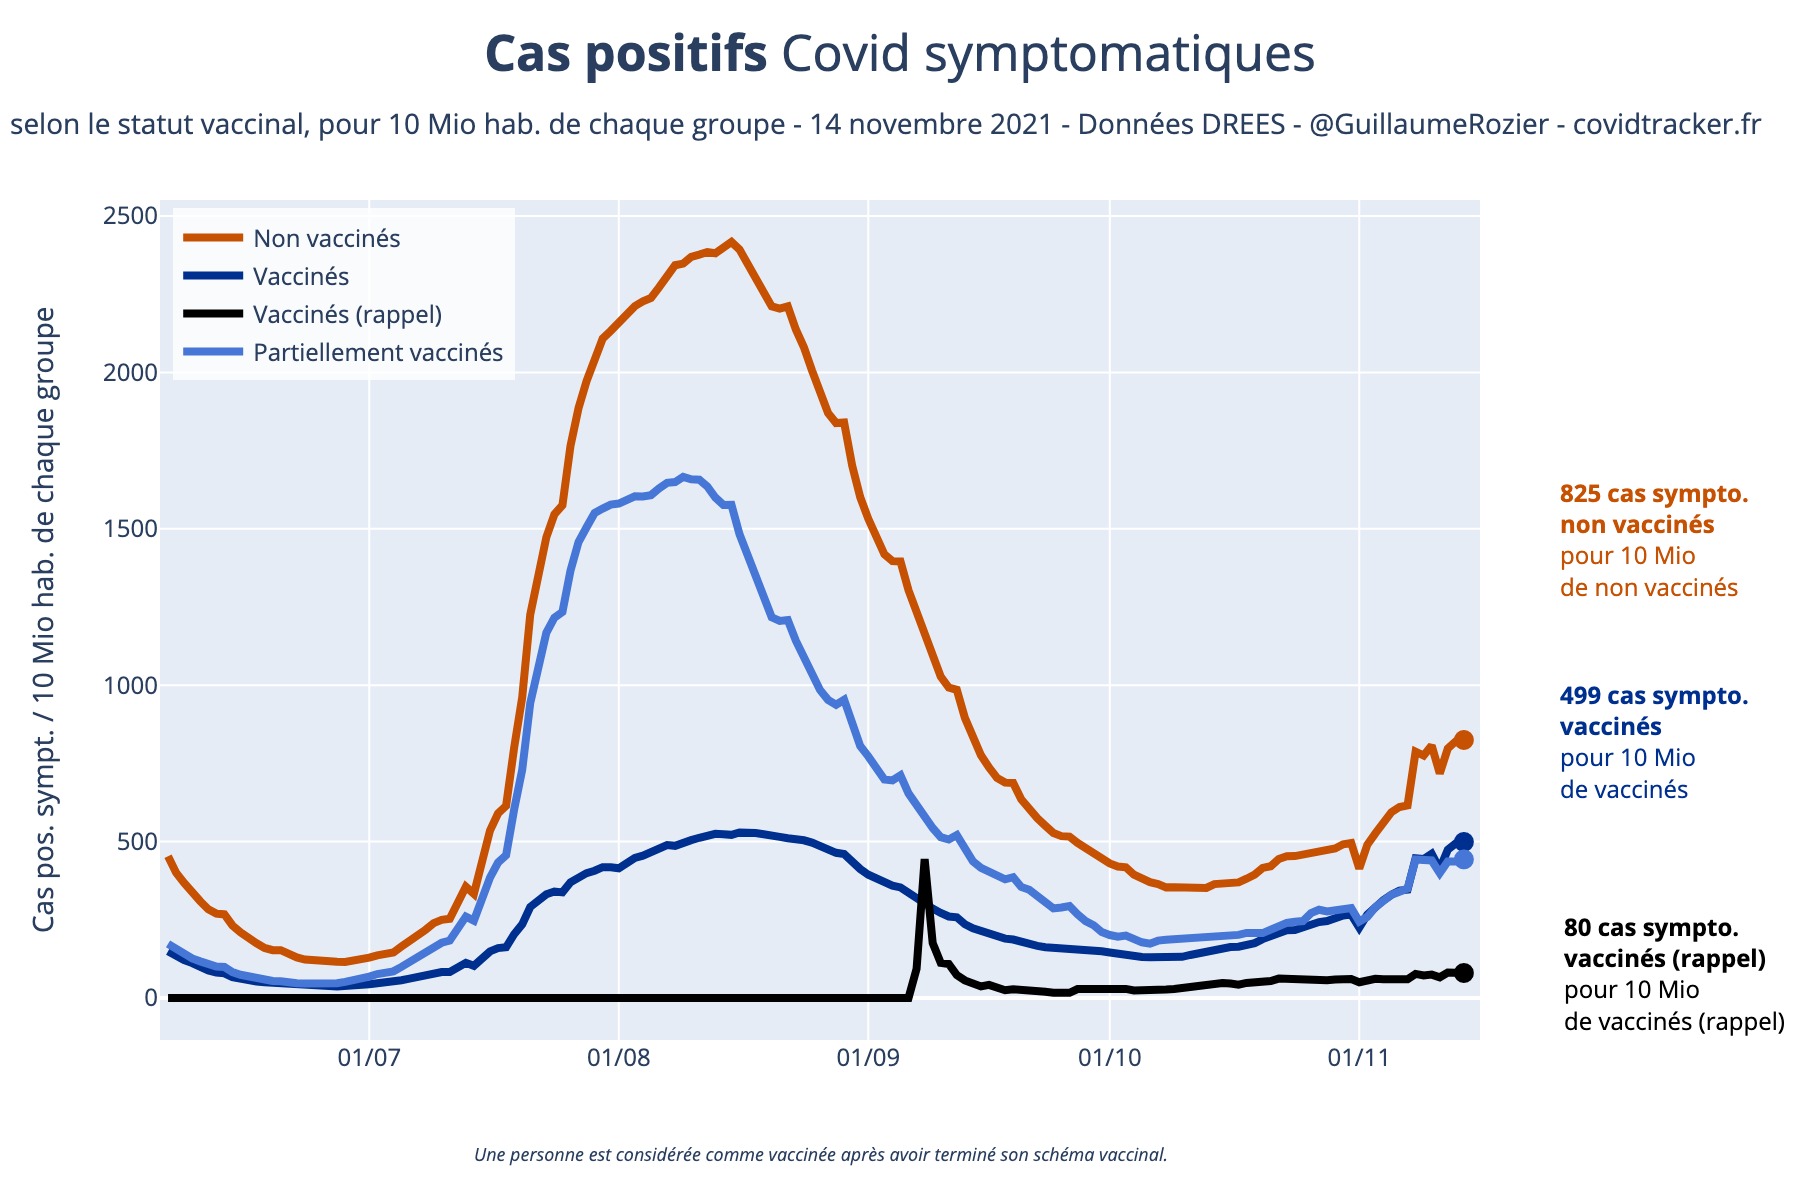 Cas positifs Covid symptomatiques
selon le statut vaccinal, pour 10 Mio hab. de chaque groupe - 14 novembre 2021 - Données DREES - @GuillaumeRozier - covidtracker.fr
Cas pos. sympt. / 10 Mio hab. de chaque groupe
2500
2000
1500
1000
500
0
Non vaccinés
Vaccinés
Vaccinés (rappel)
Partiellement vaccinés
825 cas sympto.
non vaccinés
pour 10 Mio
de non vaccinés
499 cas sympto.
vaccinés
pour 10 Mio
de vaccinés
80 cas sympto.
vaccinés (rappel)
pour 10 Mio
de vaccinés (rappel)
01/07 01/08 01/09 01/10 01/11
Une personne est considérée comme vaccinée après avoir terminé son schéma vaccinal.